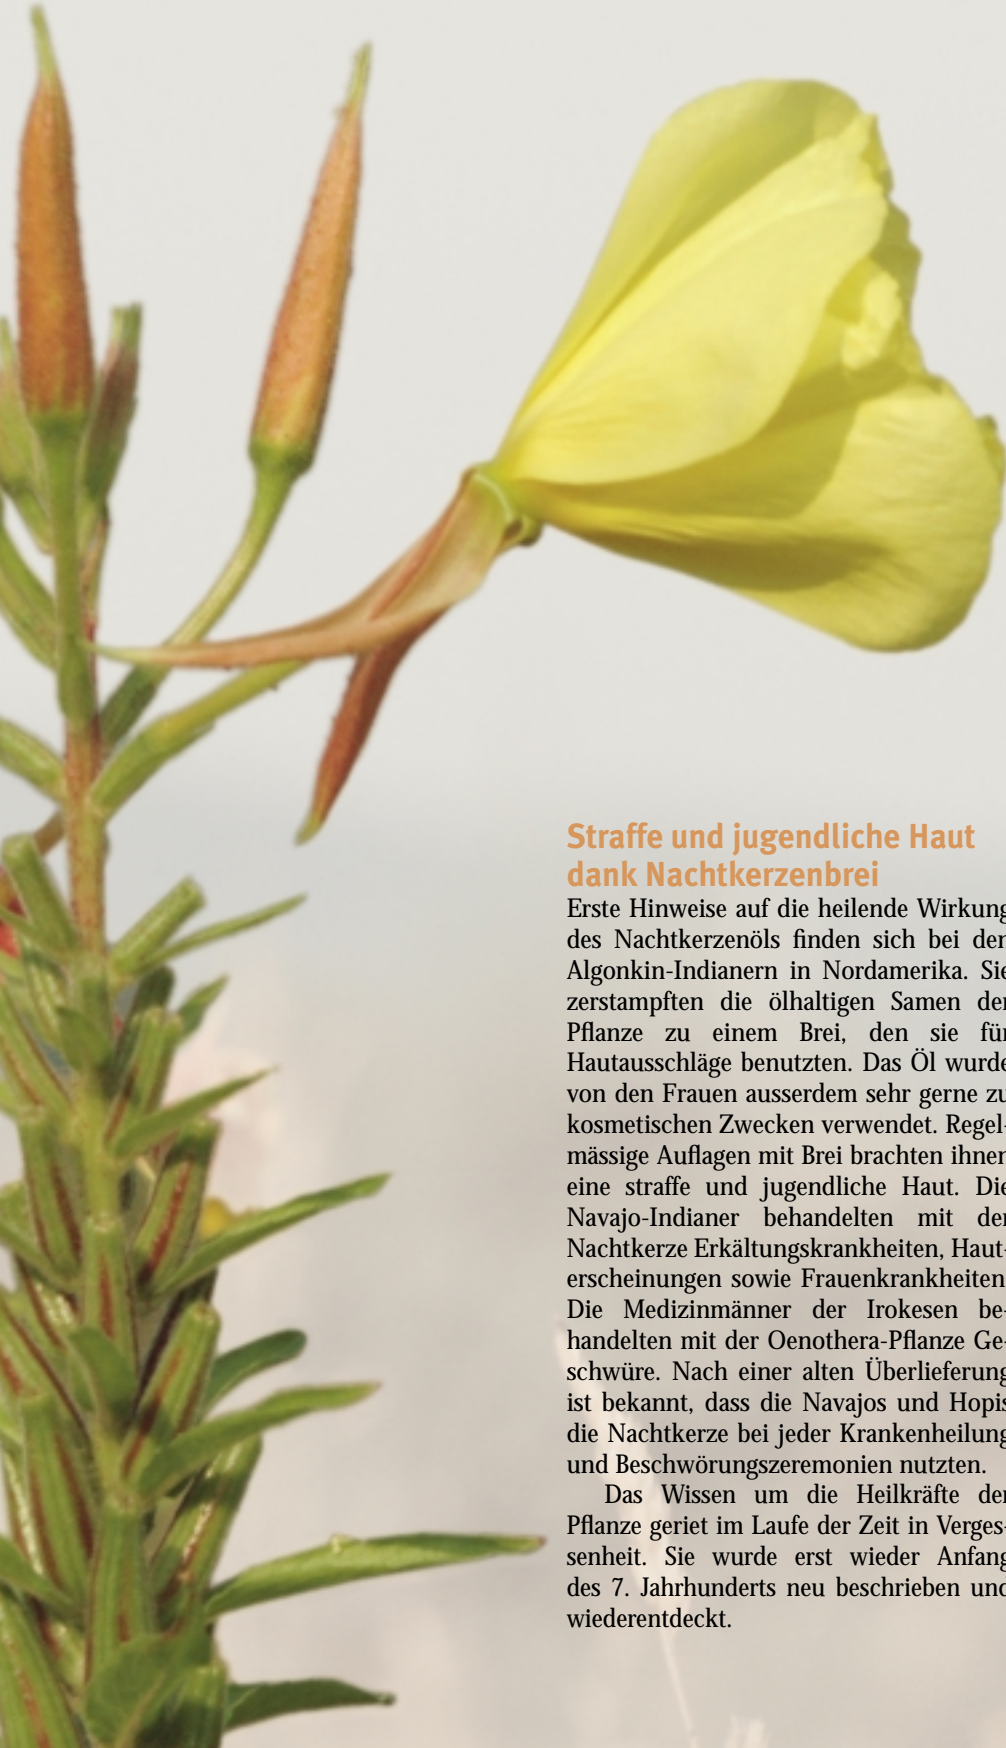 Straffe und jugendliche Haut
dank Nachtkerzenbrei
Erste Hinweise auf die heilende Wirkung
des Nachtkerzenöls finden sich bei den
Algonkin-Indianern in Nordamerika. Sie
zerstampften die ölhaltigen Samen der
Pflanze zu einem Brei, den sie für
Hautausschläge benutzten. Das Öl wurde
von den Frauen ausserdem sehr gerne zu
kosmetischen Zwecken verwendet. Regel-
mässige Auflagen mit Brei brachten ihnen
eine straffe und jugendliche Haut. Die
Navajo-Indianer behandelten mit der
Nachtkerze Erkältungskrankheiten, Haut-
erscheinungen sowie Frauenkrankheiten.
Die Medizinmänner der Irokesen be-
handelten mit der Oenothera-Pflanze Ge-
schwüre. Nach einer alten Überlieferung
ist bekannt, dass die Navajos und Hopis
die Nachtkerze bei jeder Krankenheilung
und Beschwörungszeremonien nutzten.
Das Wissen um die Heilkräfte der
Pflanze geriet im Laufe der Zeit in Verges-
senheit. Sie wurde erst wieder Anfang
des 7. Jahrhunderts neu beschrieben und
wiederentdeckt.